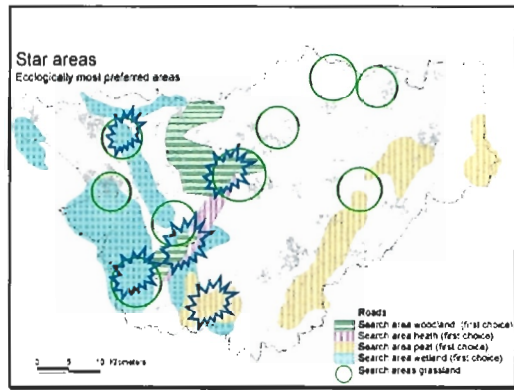 Star areas
Ecologically most preferred areas
Roads
Search area woodland (first choice)
Search area heath (first choice)
Search area peat (first choice)
Search area wetland (first choice)
Search areas grassland
0 5 10 Kilometers